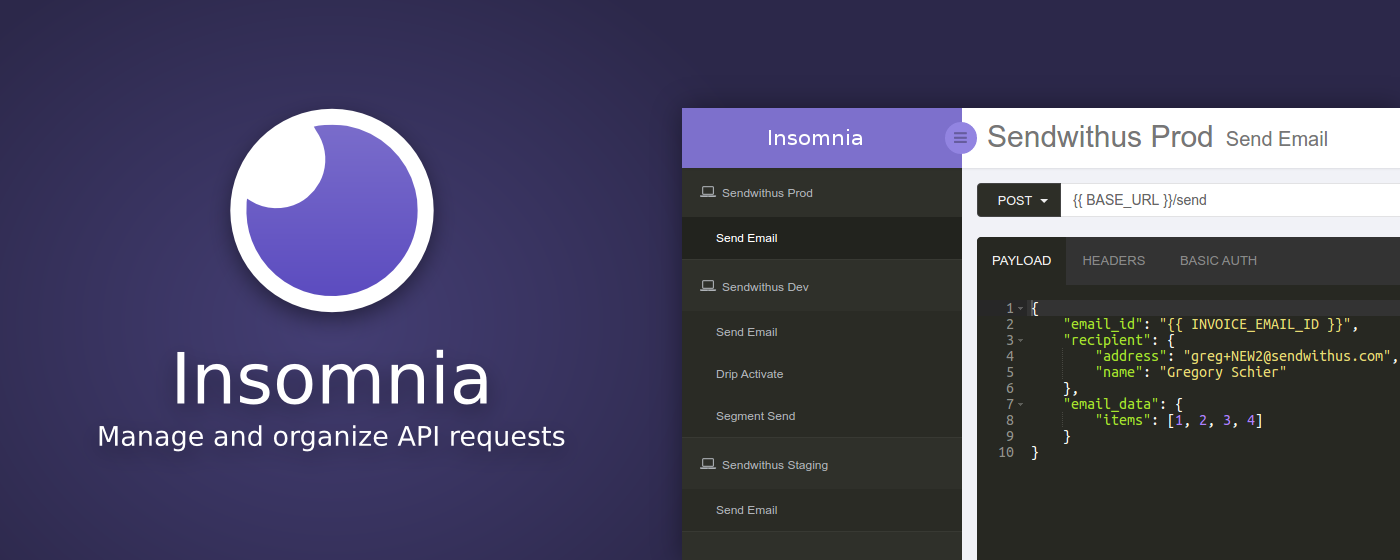 Insomnia
Manage and organize API requests
Insomnia
Sendwithus Prod
Send Email
Sendwithus Dev
Send Email
Drip Activate
Segment Send
Sendwithus Staging
Send Email
Sendwithus Prod Send Email
POST {{ BASE_URL }}/send
PAYLOAD HEADERS BASIC AUTH
1 {
2 "email_id": "{{ INVOICE_EMAIL_ID }}",
3 "recipient": {
4 "address": "greg+NEW2@sendwithus.com",
5 "name": "Gregory Schier"
6 },
7 "email_data": {
8 "items": [1, 2, 3, 4]
9 }
10 }